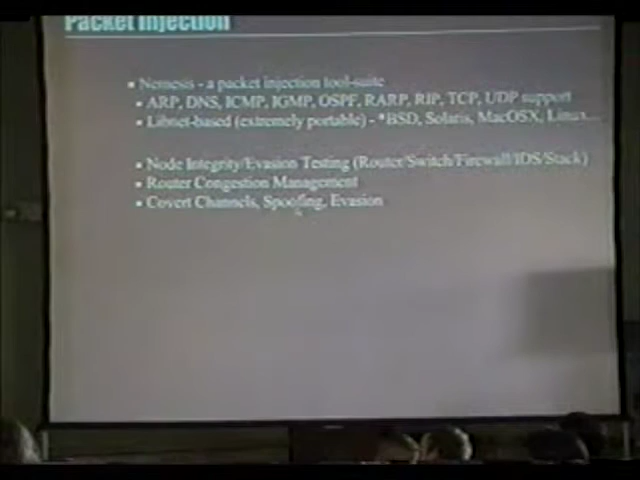 Packet Injection
Nemesis - a packet injection tool-suite
ARP, DNS, ICMP, IGMP, OSPF, RARP, RIP, TCP, UDP support
Libnet-based (extremely portable) - *BSD, Solaris, MacOSX, Linux...
Node Integrity/Evasion Testing (Router/Switch/Firewall/IDS/Stack)
Router Congestion Management
Covert Channels, Spoofing, Evasion